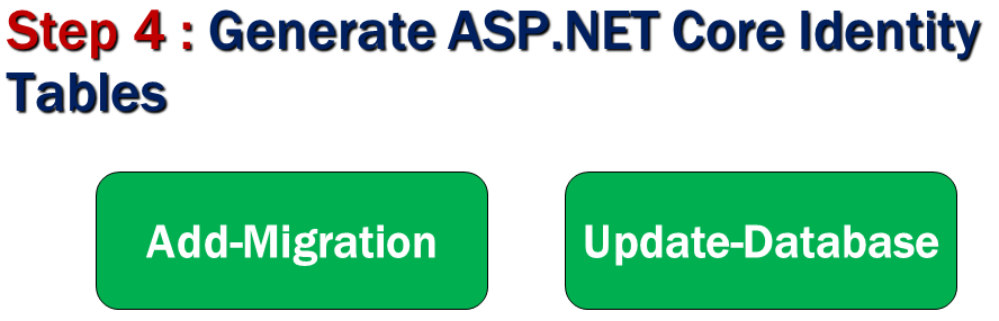 Step 4 : Generate ASP.NET Core Identity
Tables
Add-Migration
Update-Database